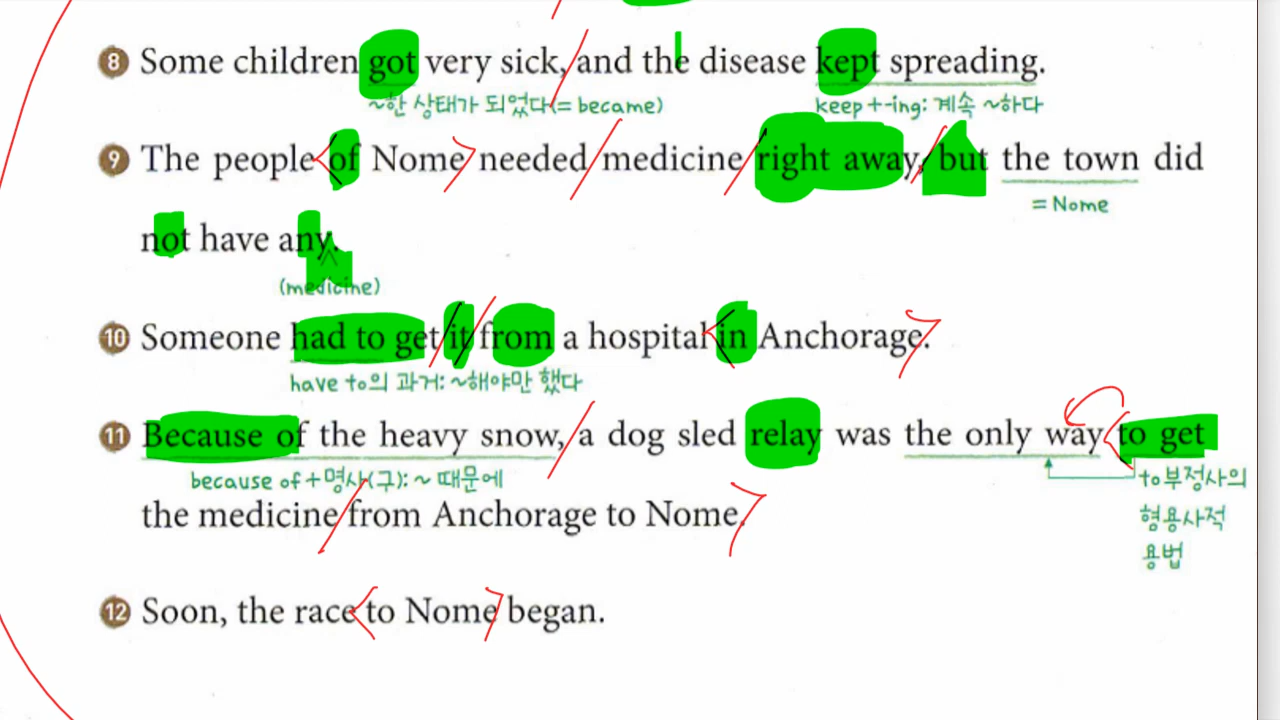 8 Some children got very sick, and the disease kept spreading.
~한 상태가 되었다(= became) keep +-ing: 계속 ~하다
9 The people of Nome needed medicine right away, but the town did
= Nome
not have any.
(medicine)
10 Someone had to get it from a hospital in Anchorage.
have to의 과거: ~해야만 했다
11 Because of the heavy snow, a dog sled relay was the only way to get
because of + 명사(구): ~ 때문에 to부정사의
the medicine from Anchorage to Nome.
형용사적
용법
12 Soon, the race to Nome began.